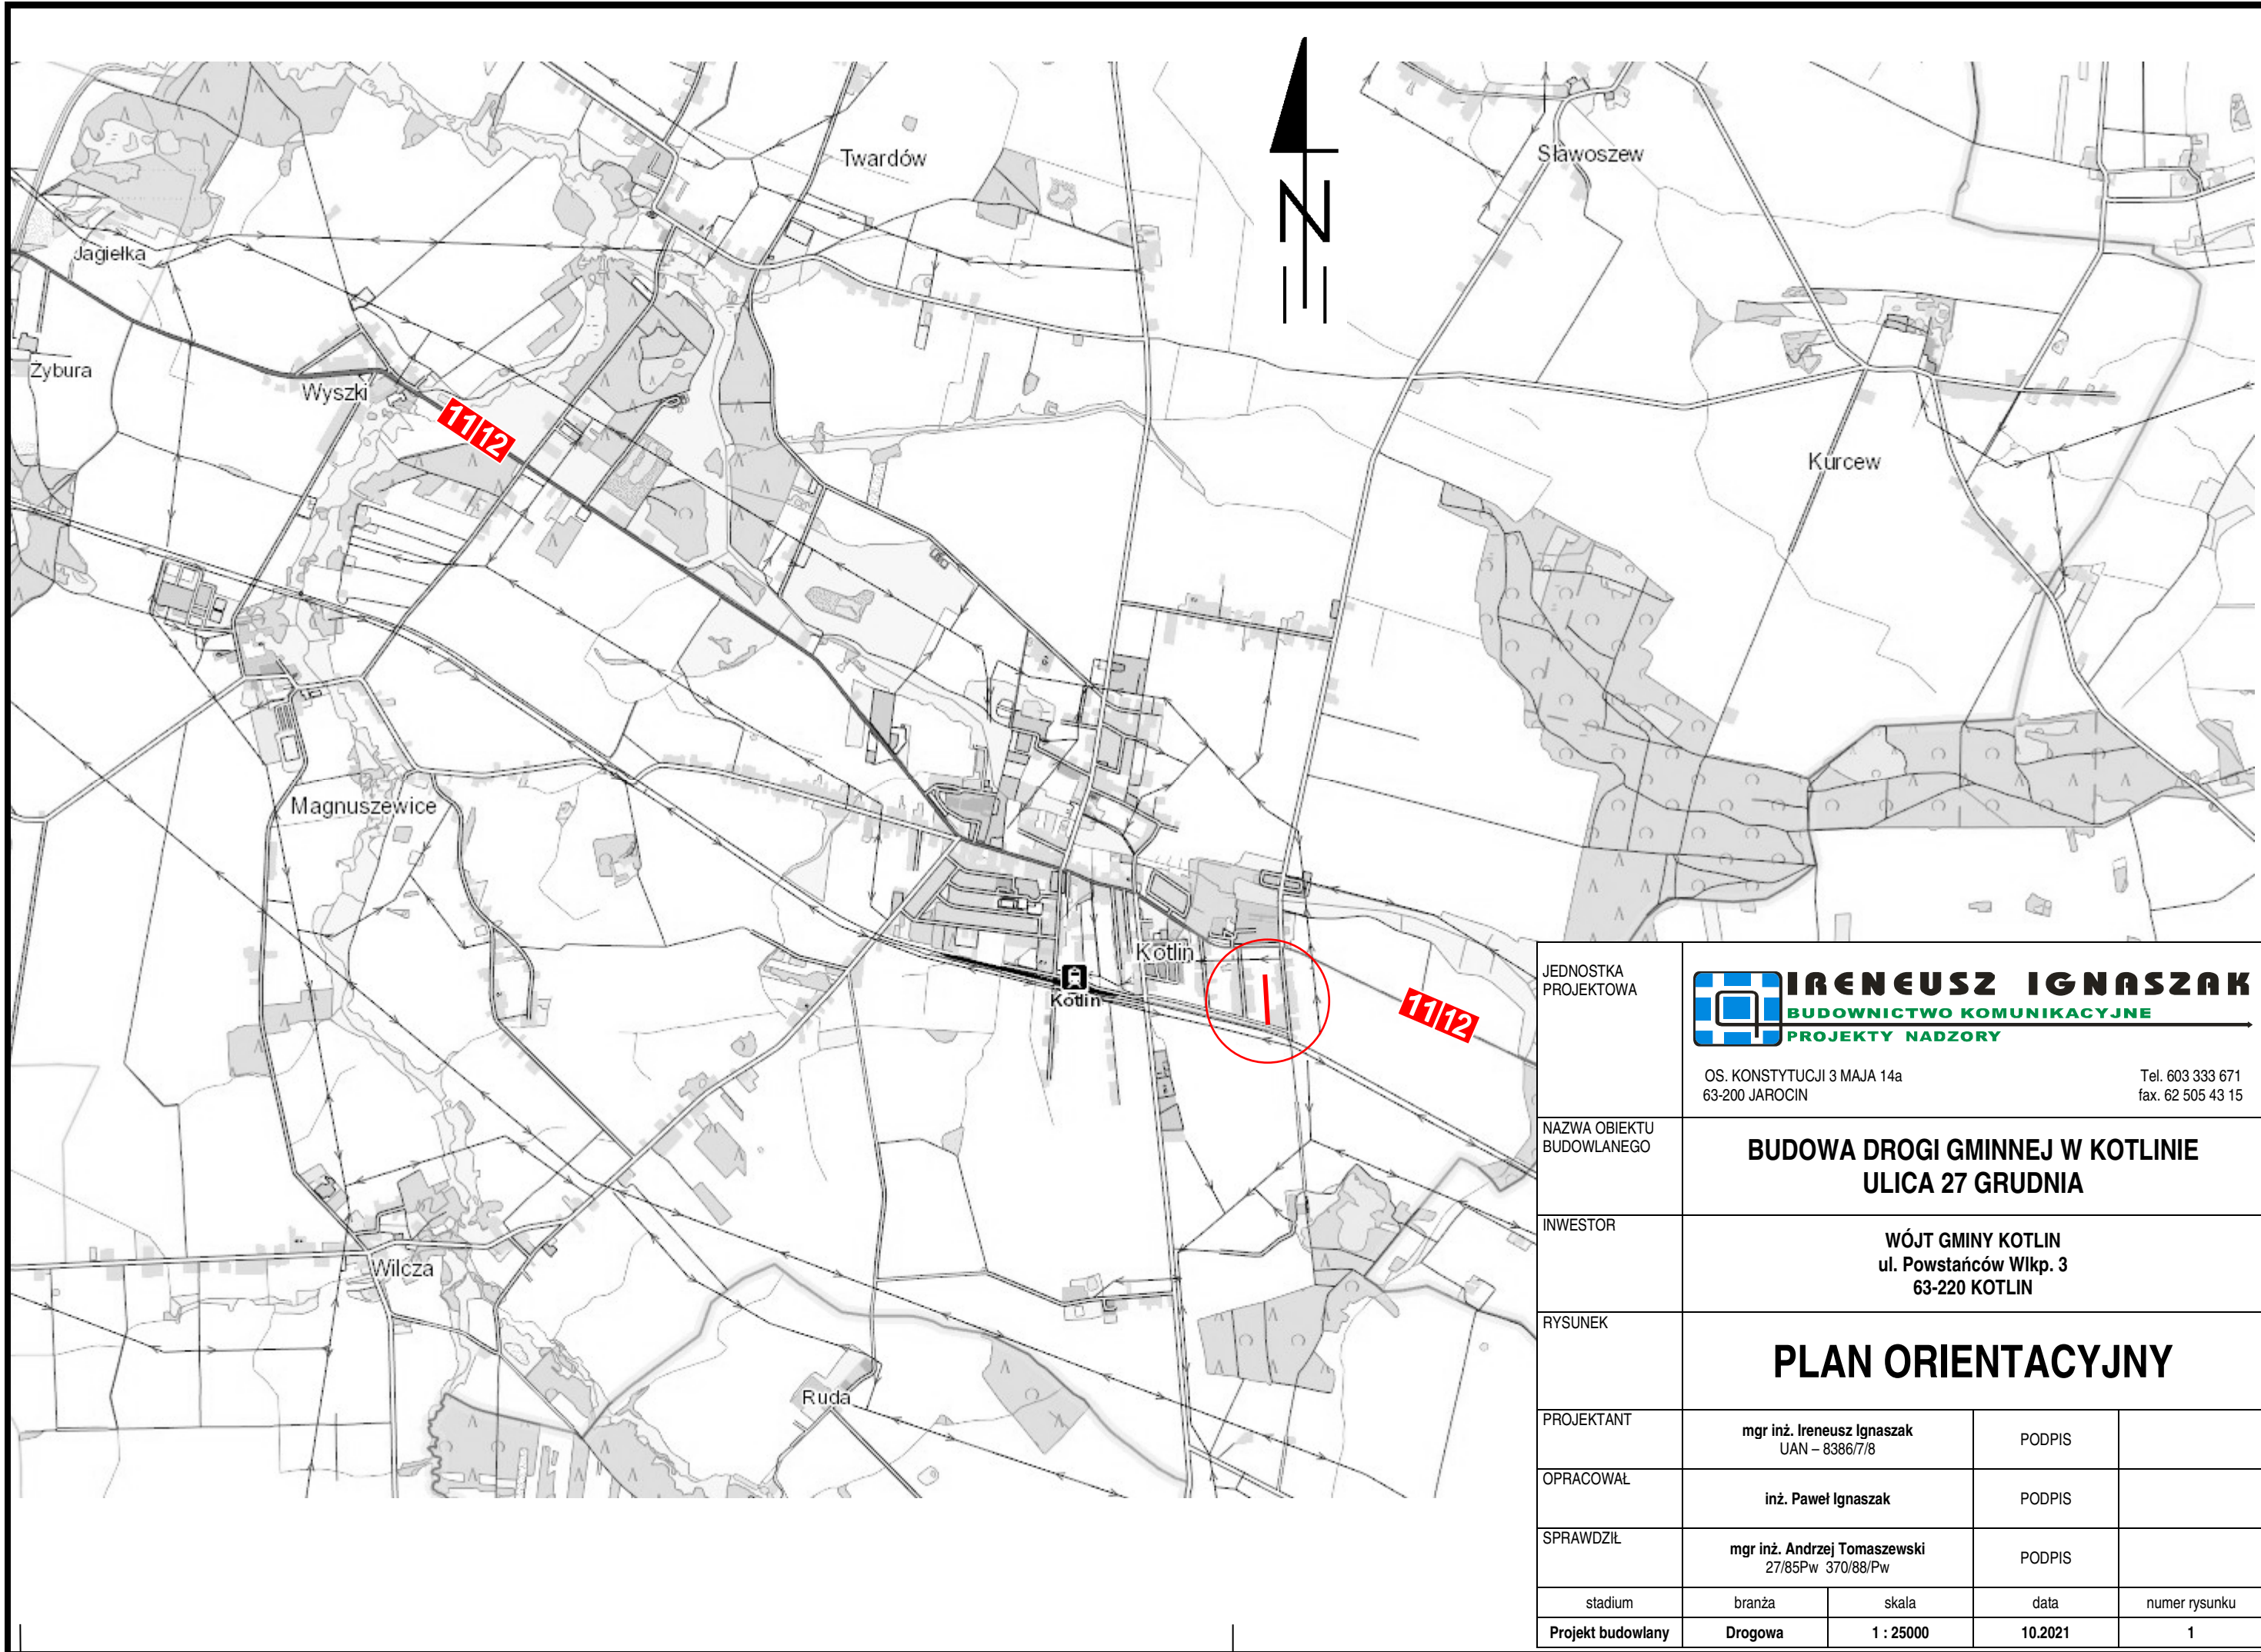 Twardów
Sławoszew
N
Jagiełka
Żybura
Wyszki
11 12
Kurcew
Magnuszewice
Kotlin
Kotlin
11 12
Wilcza
Ruda
JEDNOSTKA
PROJEKTOWA
IRENEUSZ IGNASZAK
BUDOWNICTWO KOMUNIKACYJNE
PROJEKTY NADZORY
OS. KONSTYTUCJI 3 MAJA 14a
63-200 JAROCIN
Tel. 603 333 671
fax. 62 505 43 15
NAZWA OBIEKTU
BUDOWLANEGO
BUDOWA DROGI GMINNEJ W KOTLINIE
ULICA 27 GRUDNIA
INWESTOR
WÓJT GMINY KOTLIN
ul. Powstańców Wlkp. 3
63-220 KOTLIN
RYSUNEK
PLAN ORIENTACYJNY
PROJEKTANT
mgr inż. Ireneusz Ignaszak
UAN – 8386/7/8
PODPIS
OPRACOWAŁ
inż. Paweł Ignaszak
PODPIS
SPRAWDZIŁ
mgr inż. Andrzej Tomaszewski
27/85Pw 370/88/Pw
PODPIS
stadium branża skala data numer rysunku
Projekt budowlany Drogowa 1 : 25000 10.2021 1